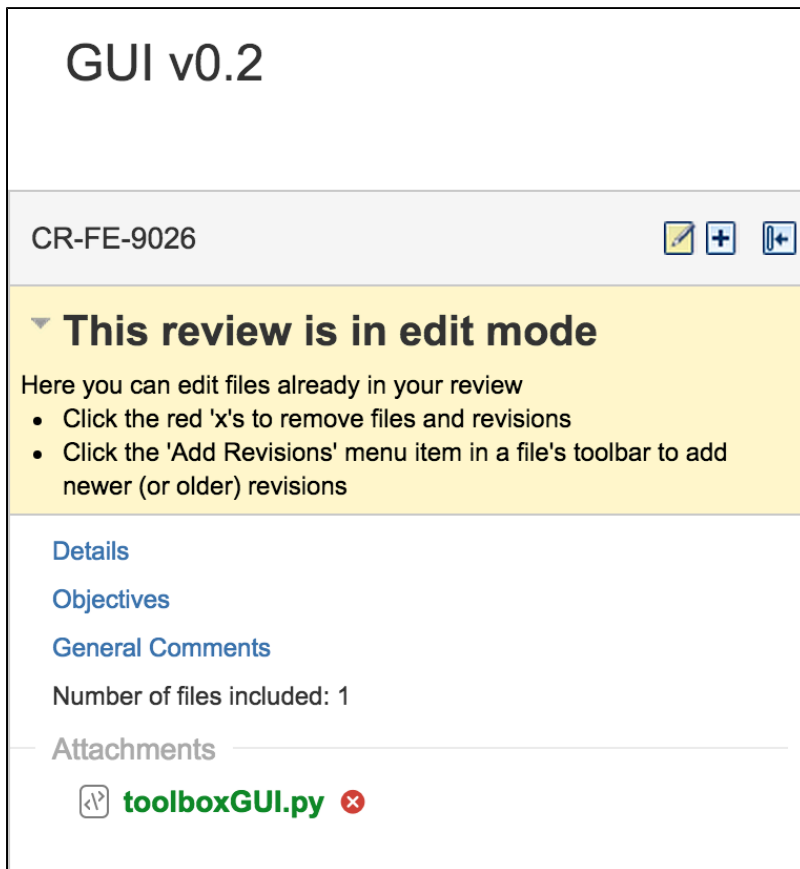 GUI v0.2
CR-FE-9026
This review is in edit mode
Here you can edit files already in your review
• Click the red 'x's to remove files and revisions
• Click the 'Add Revisions' menu item in a file's toolbar to add
newer (or older) revisions
Details
Objectives
General Comments
Number of files included: 1
Attachments
toolboxGUI.py